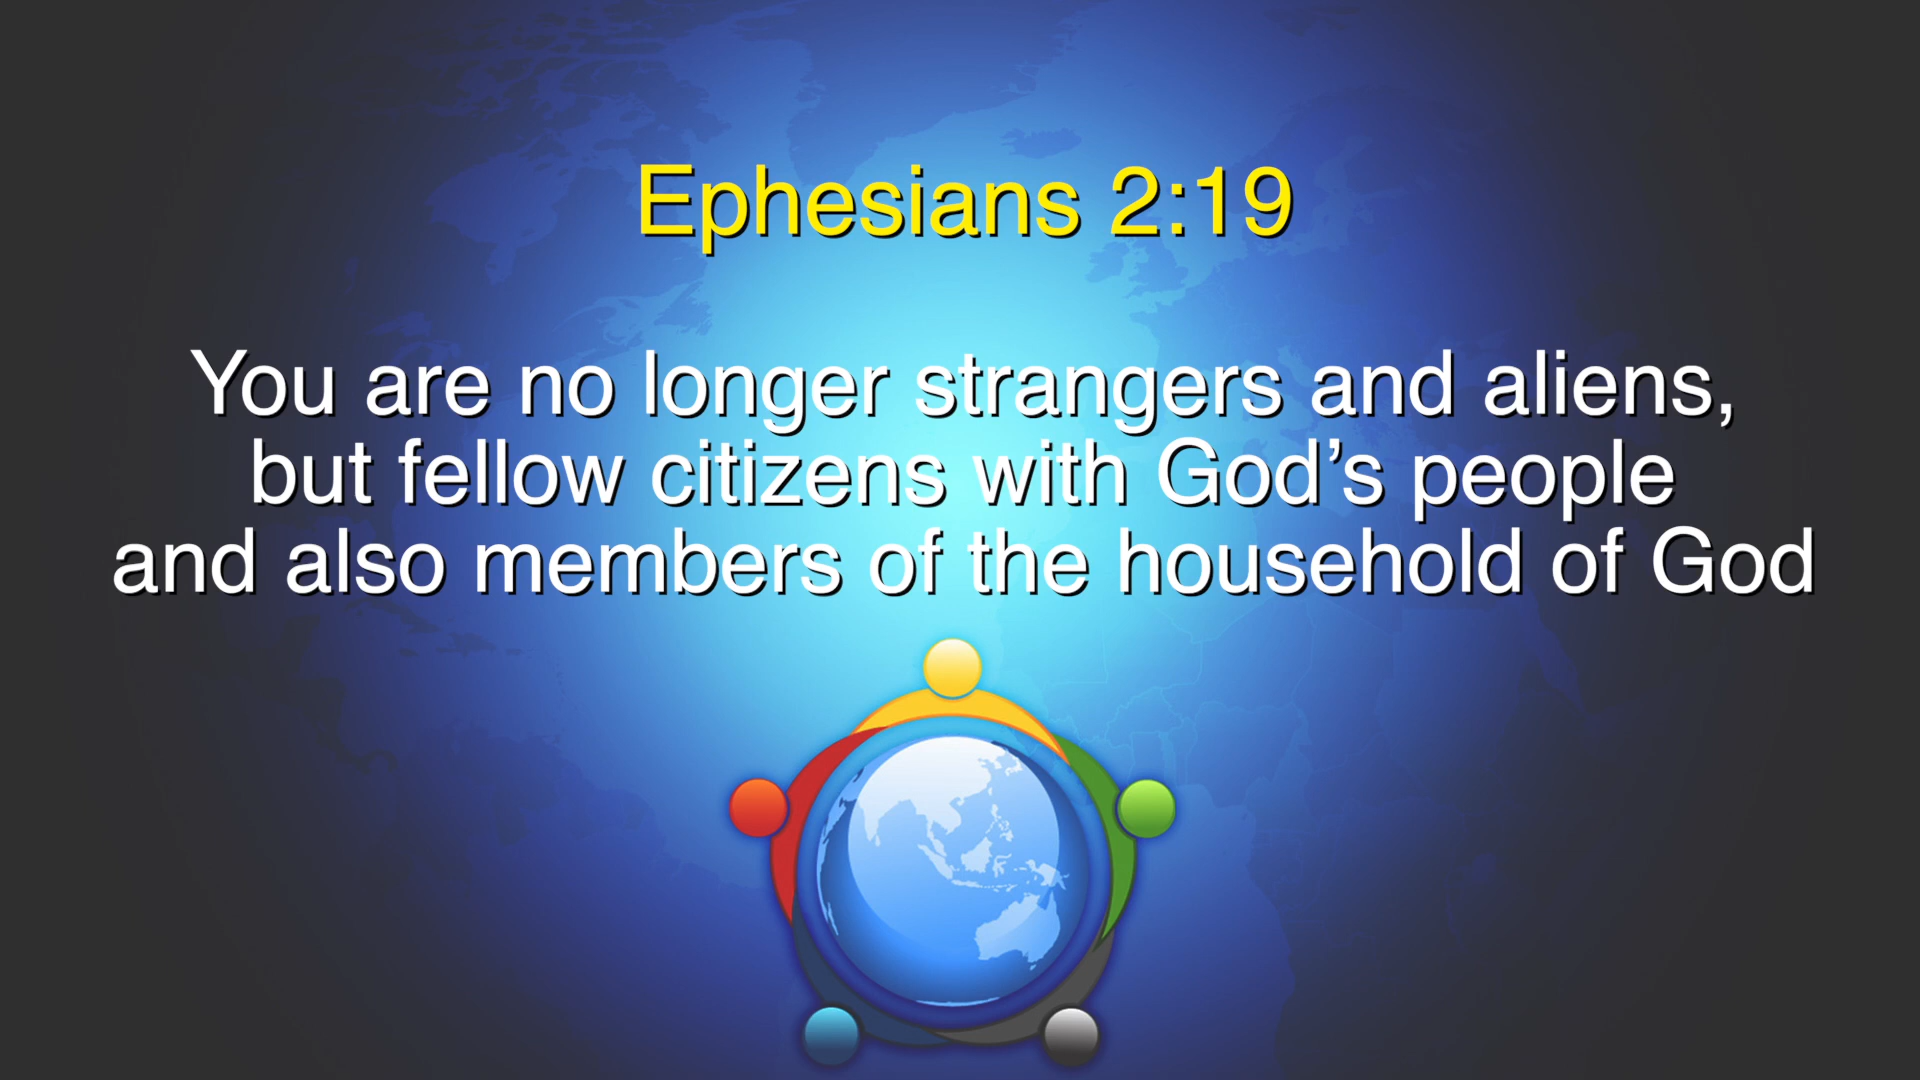 Ephesians 2:19
You are no longer strangers and aliens,
but fellow citizens with God’s people
and also members of the household of God